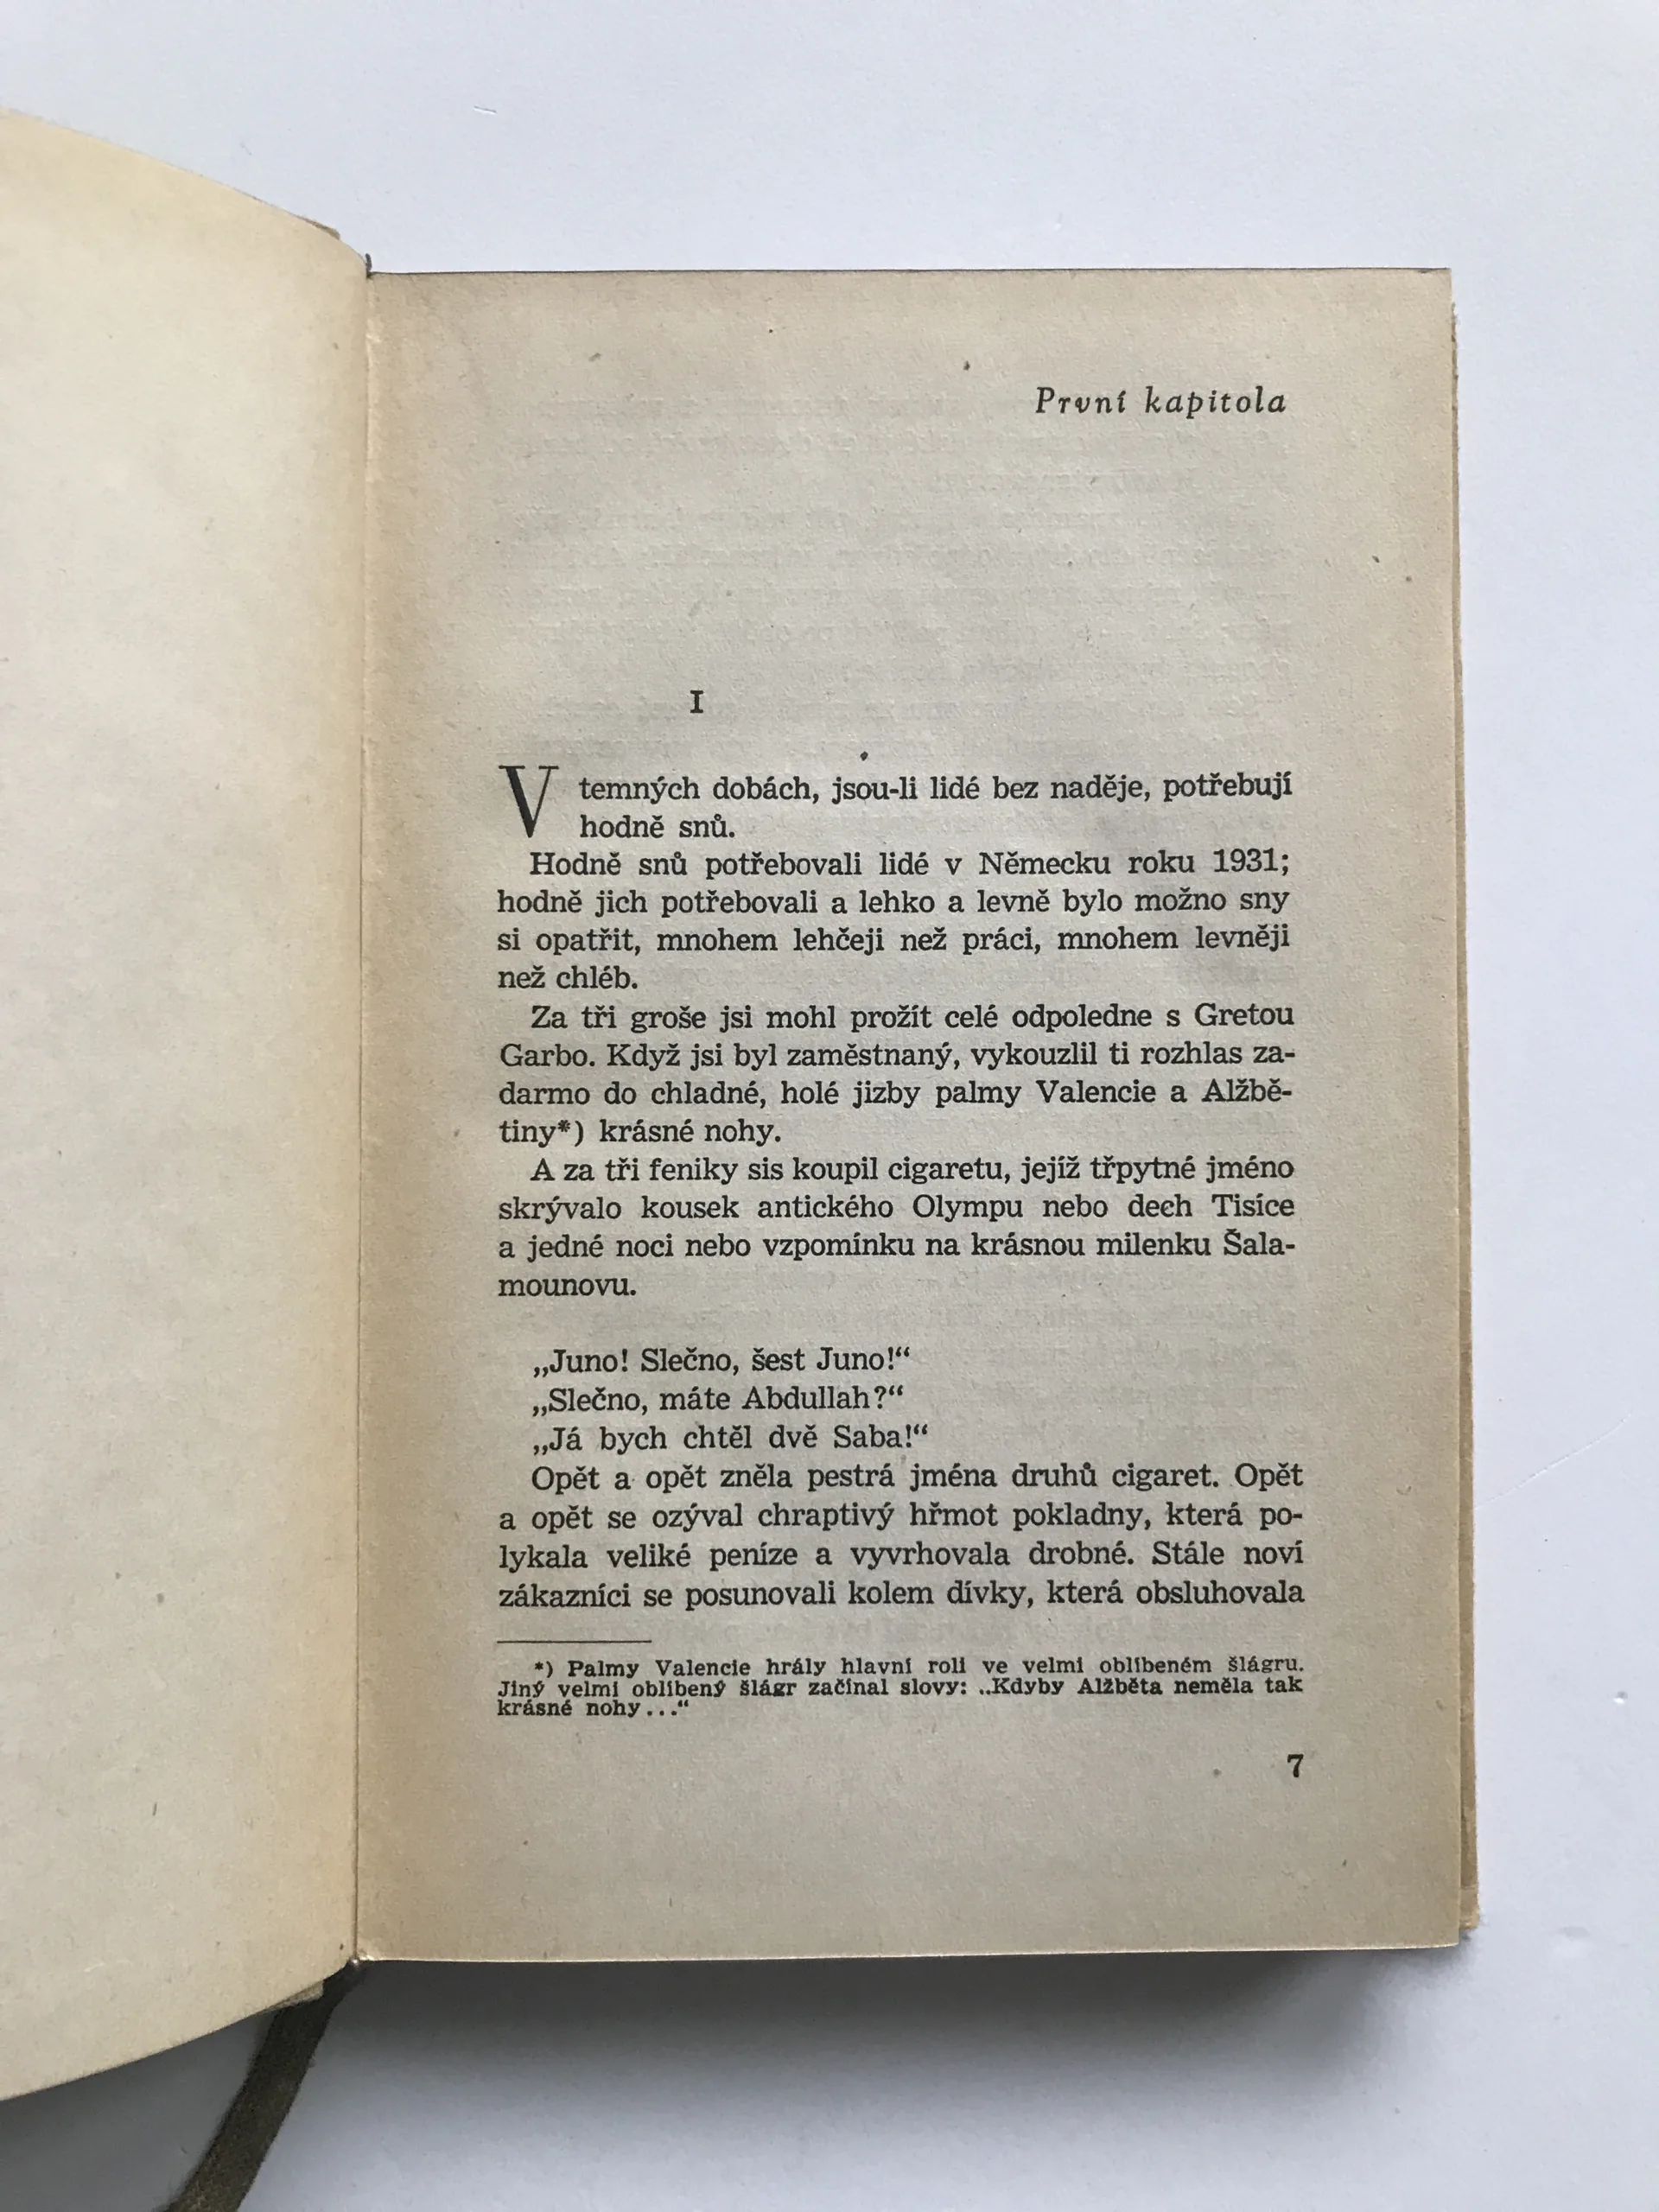 První kapitola
I
V temných dobách, jsou-li lidé bez naděje, potřebují
hodně snů.
Hodně snů potřebovali lidé v Německu roku 1931;
hodně jich potřebovali a lehko a levně bylo možno sny
si opatřit, mnohem lehčeji než práci, mnohem levněji
než chléb.
Za tři groše jsi mohl prožít celé odpoledne s Gretou
Garbo. Když jsi byl zaměstnaný, vykouzlil ti rozhlas za-
darmo do chladné, holé jizby palmy Valencie a Alžbě-
tiny*) krásné nohy.
A za tři feniky sis koupil cigaretu, jejíž třpytné jméno
skrývalo kousek antického Olympu nebo dech Tisíce
a jedné noci nebo vzpomínku na krásnou milenku Šala-
mounovu.
„Juno! Slečno, šest Juno!“
„Slečno, máte Abdullah?“
„Já bych chtěl dvě Saba!“
Opět a opět zněla pestrá jména druhů cigaret. Opět
a opět se ozýval chraptivý hřmot pokladny, která po-
lykala veliké peníze a vyvrhovala drobné. Stále noví
zákazníci se posunovali kolem dívky, která obsluhovala
*) Palmy Valencie hrály hlavní roli ve velmi oblíbeném šlágru.
Jiný velmi oblíbený šlágr začínal slovy: „Kdyby Alžběta neměla tak
krásné nohy...“
7